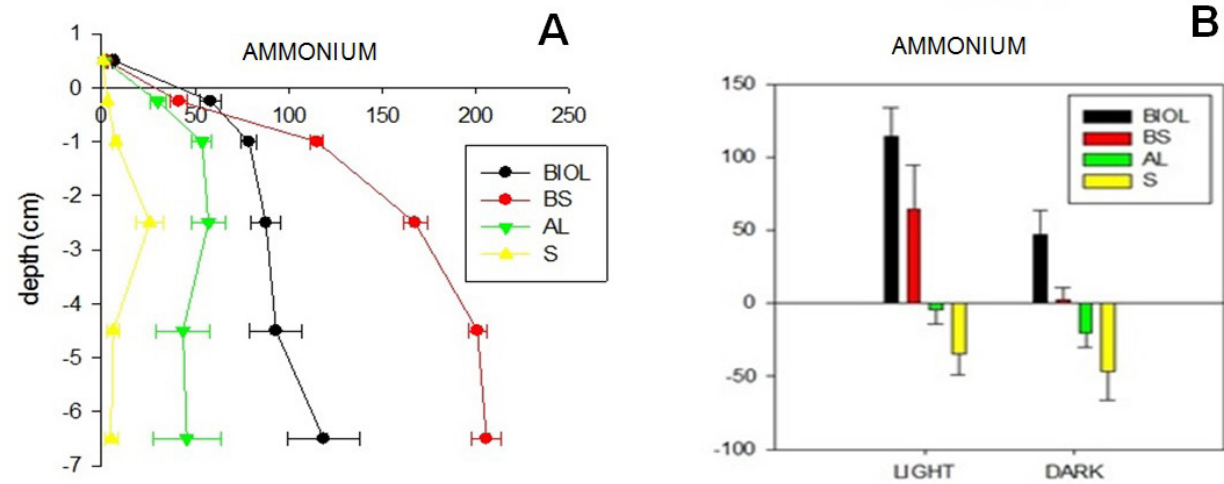 A
AMMONIUM
1
0
-1
-2
-3
-4
-5
-6
-7
0 50 100 150 200 250
depth (cm)
BIOL
BS
AL
S
B
AMMONIUM
150
100
50
0
-50
-100
BIOL
BS
AL
S
LIGHT DARK